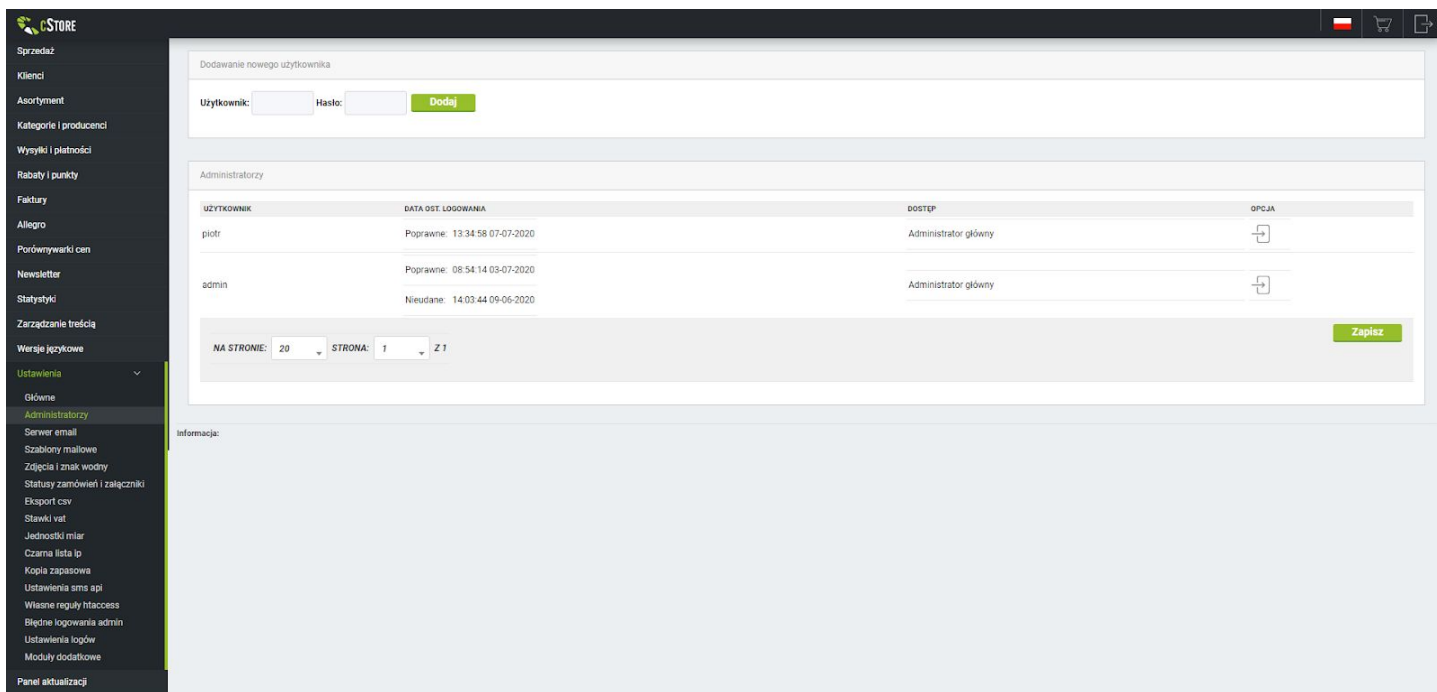 cStore
Sprzedaż
Klienci
Asortyment
Kategorie i producenci
Wysyłki i płatności
Rabaty i punkty
Faktury
Allegro
Porównywarki cen
Newsletter
Statystyki
Zarządzanie treścią
Wersje językowe
Ustawienia
Główne
Administratorzy
Serwer email
Szablony mailowe
Zdjęcia i znak wodny
Statusy zamówień i załączniki
Eksport csv
Stawki vat
Jednostki miar
Czarna lista ip
Kopia zapasowa
Ustawienia sms api
Własne reguły htaccess
Błędne logowania admin
Ustawienia logów
Moduły dodatkowe
Panel aktualizacji
Dodawanie nowego użytkownika
Użytkownik: Hasło: Dodaj
Administratorzy
UŻYTKOWNIK DATA OST. LOGOWANIA DOSTĘP OPCJA
piotr Poprawne: 13:34:58 07-07-2020 Administrator główny
Poprawne: 08:54:14 03-07-2020
admin Administrator główny
Nieudane: 14:03:44 09-06-2020
Zapisz
NA STRONIE: 20 STRONA: 1 Z 1
Informacja: